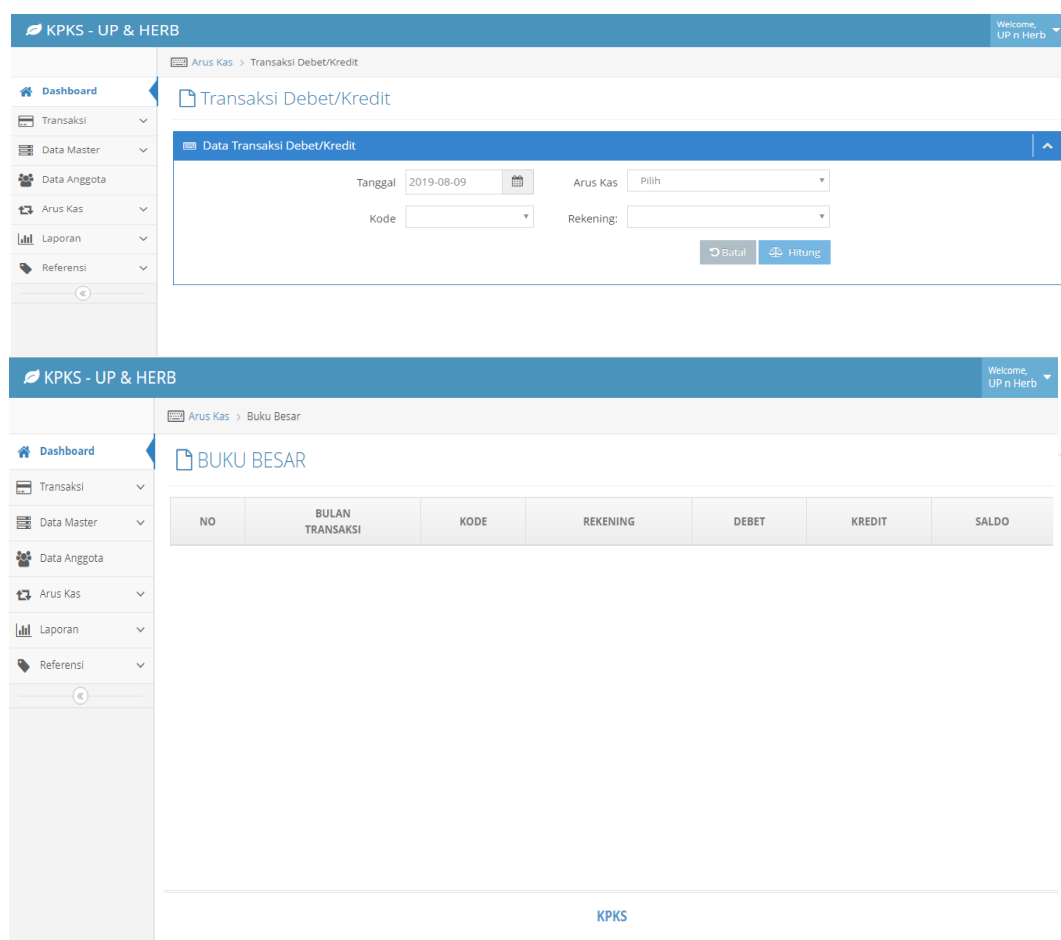 KPKS - UP & HERB
Welcome,
UP n Herb
Arus Kas > Transaksi Debet/Kredit
Dashboard
Transaksi
Data Master
Data Anggota
Arus Kas
Laporan
Referensi
Transaksi Debet/Kredit
Data Transaksi Debet/Kredit
Tanggal 2019-08-09 Arus Kas Pilih
Kode Rekening:
Batal Hitung
KPKS - UP & HERB
Welcome,
UP n Herb
Arus Kas > Buku Besar
Dashboard
Transaksi
Data Master
Data Anggota
Arus Kas
Laporan
Referensi
BUKU BESAR
NO BULAN TRANSAKSI KODE REKENING DEBET KREDIT SALDO
KPKS